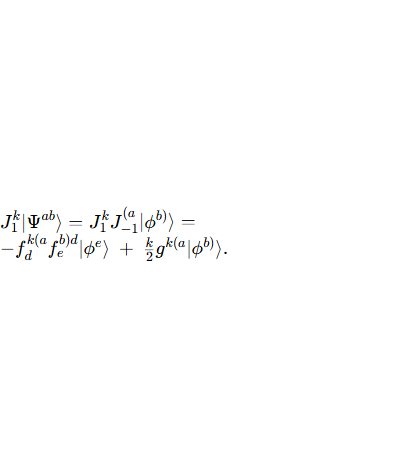 $J_1^k|\Psi^{ab}\rangle = J_1^k J_{-1}^{(a}|\phi^{b)}\rangle =$
$-f_d^{k(a} f_e^{b)d}|\phi^e\rangle \; + \; \frac{k}{2} g^{k(a}|\phi^{b)}\rangle.$